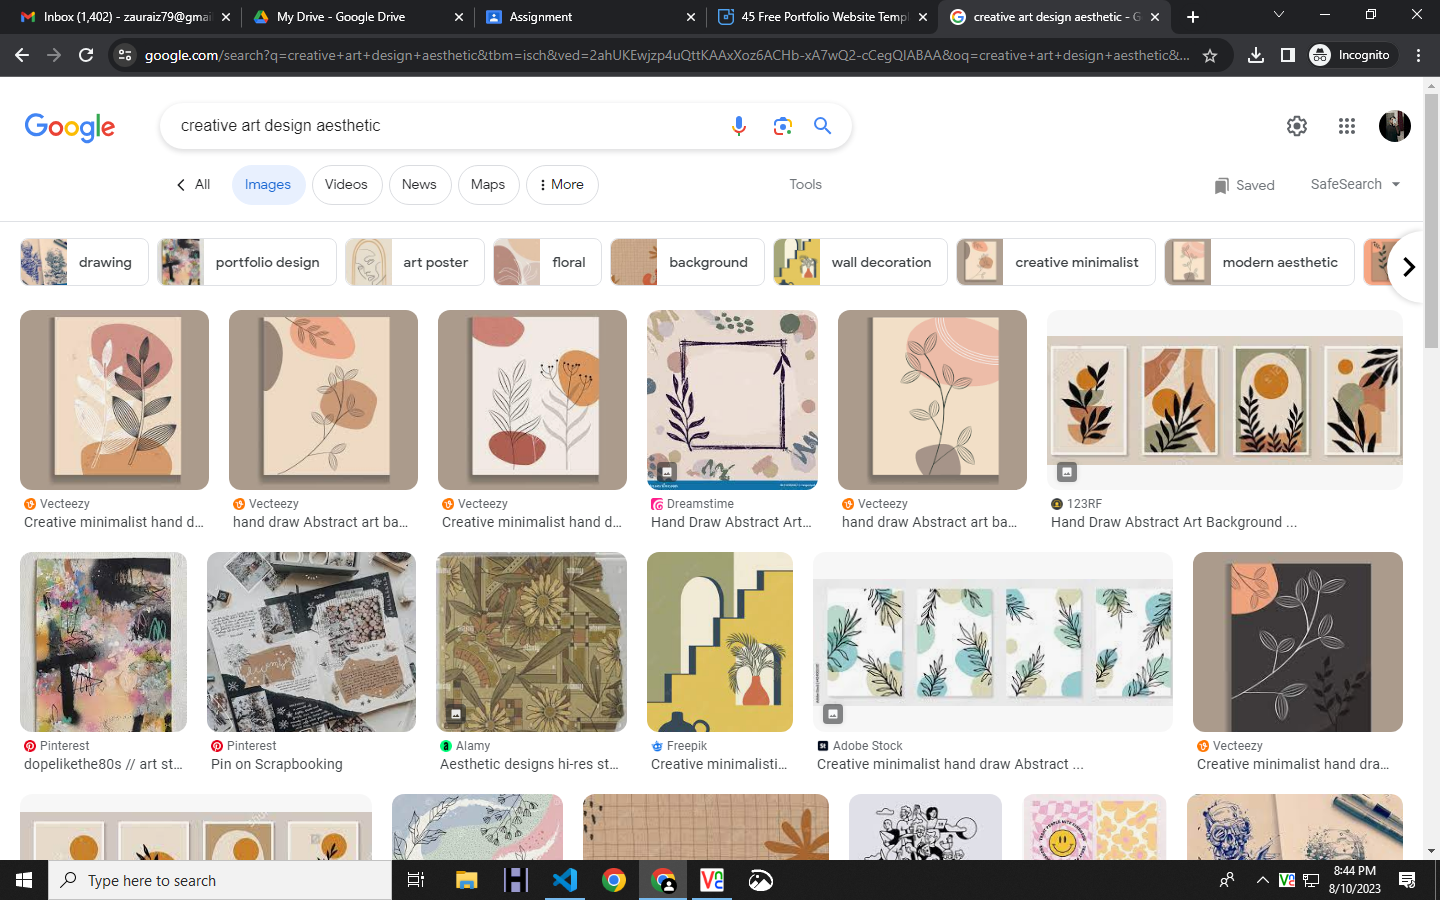 Inbox (1,402) - zauraiz79@gmai
My Drive - Google Drive
Assignment
45 Free Portfolio Website Templ
creative art design aesthetic - G
google.com/search?q=creative+art+design+aesthetic&tbm=isch&ved=2ahUKEwjzp4uQttKAAxXoz6ACHb-xA7wQ2-cCegQIABAA&oq=creative+art+design+aesthetic&...
Incognito
Google
creative art design aesthetic
All
Images
Videos
News
Maps
More
Tools
Saved
SafeSearch
drawing
portfolio design
art poster
floral
background
wall decoration
creative minimalist
modern aesthetic
Vecteezy
Creative minimalist hand d...
Vecteezy
hand draw Abstract art ba...
Vecteezy
Creative minimalist hand d...
Dreamstime
Hand Draw Abstract Art...
Vecteezy
hand draw Abstract art ba...
123RF
Hand Draw Abstract Art Background ...
Pinterest
dopelikethe80s // art st...
Pinterest
Pin on Scrapbooking
Alamy
Aesthetic designs hi-res st...
Freepik
Creative minimalisti...
Adobe Stock
Creative minimalist hand draw Abstract ...
Vecteezy
Creative minimalist hand dra...
Type here to search
8:44 PM
8/10/2023